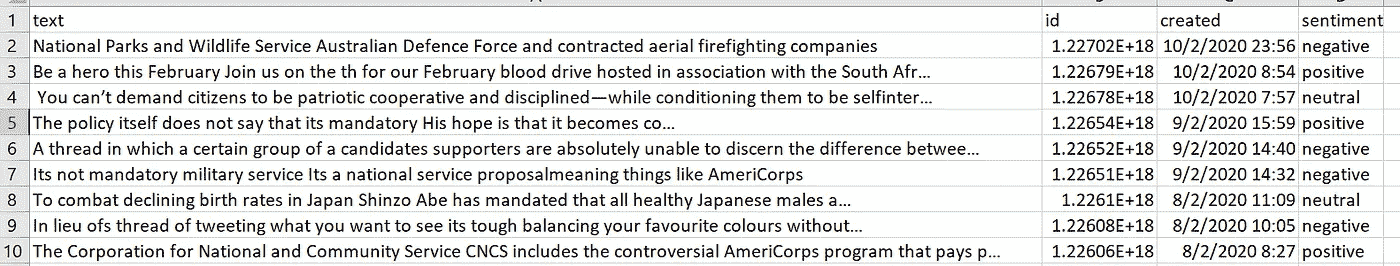 1 text id created sentiment
2 National Parks and Wildlife Service Australian Defence Force and contracted aerial firefighting companies 1.22702E+18 10/2/2020 23:56 negative
3 Be a hero this February Join us on the th for our February blood drive hosted in association with the South Afr... 1.22679E+18 10/2/2020 8:54 positive
4 You can’t demand citizens to be patriotic cooperative and disciplined—while conditioning them to be selfinter... 1.22678E+18 10/2/2020 7:57 neutral
5 The policy itself does not say that its mandatory His hope is that it becomes co... 1.22654E+18 9/2/2020 15:59 positive
6 A thread in which a certain group of a candidates supporters are absolutely unable to discern the difference betwee... 1.22652E+18 9/2/2020 14:40 negative
7 Its not mandatory military service Its a national service proposalmeaning things like AmeriCorps 1.22651E+18 9/2/2020 14:32 negative
8 To combat declining birth rates in Japan Shinzo Abe has mandated that all healthy Japanese males a... 1.2261E+18 8/2/2020 11:09 neutral
9 In lieu ofs thread of tweeting what you want to see its tough balancing your favourite colours without... 1.22608E+18 8/2/2020 10:05 negative
10 The Corporation for National and Community Service CNCS includes the controversial AmeriCorps program that pays p... 1.22606E+18 8/2/2020 8:27 positive